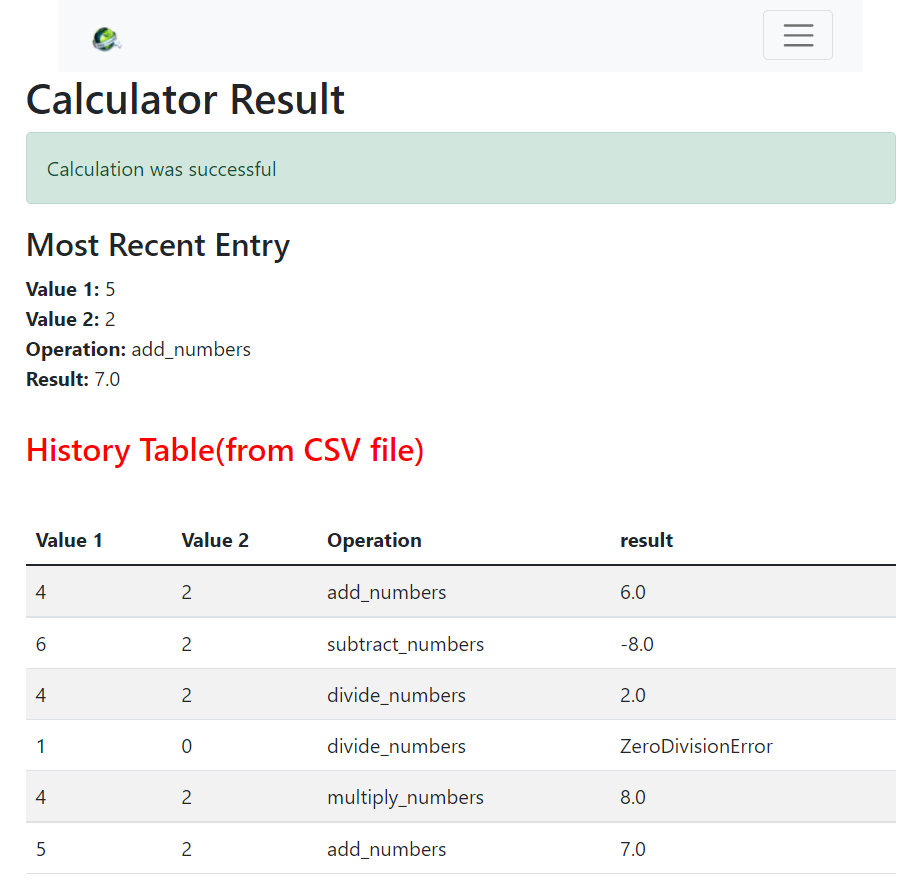 Calculator Result
Calculation was successful
Most Recent Entry
Value 1: 5
Value 2: 2
Operation: add_numbers
Result: 7.0
History Table(from CSV file)
Value 1 Value 2 Operation result
4 2 add_numbers 6.0
6 2 subtract_numbers -8.0
4 2 divide_numbers 2.0
1 0 divide_numbers ZeroDivisionError
4 2 multiply_numbers 8.0
5 2 add_numbers 7.0